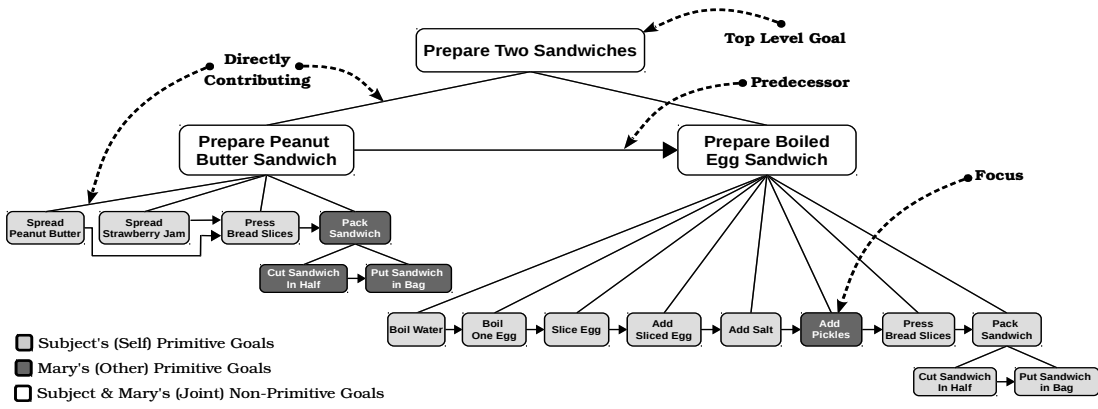 Prepare Two Sandwiches
Top Level Goal
Directly
Contributing
Predecessor
Prepare Peanut
Butter Sandwich
Prepare Boiled
Egg Sandwich
Focus
Spread
Peanut Butter
Spread
Strawberry Jam
Press
Bread Slices
Pack
Sandwich
Cut Sandwich
In Half
Put Sandwich
in Bag
Boil Water
Boil
One Egg
Slice Egg
Add
Sliced Egg
Add Salt
Add
Pickles
Press
Bread Slices
Pack
Sandwich
Cut Sandwich
In Half
Put Sandwich
in Bag
Subject's (Self) Primitive Goals
Mary's (Other) Primitive Goals
Subject & Mary's (Joint) Non-Primitive Goals